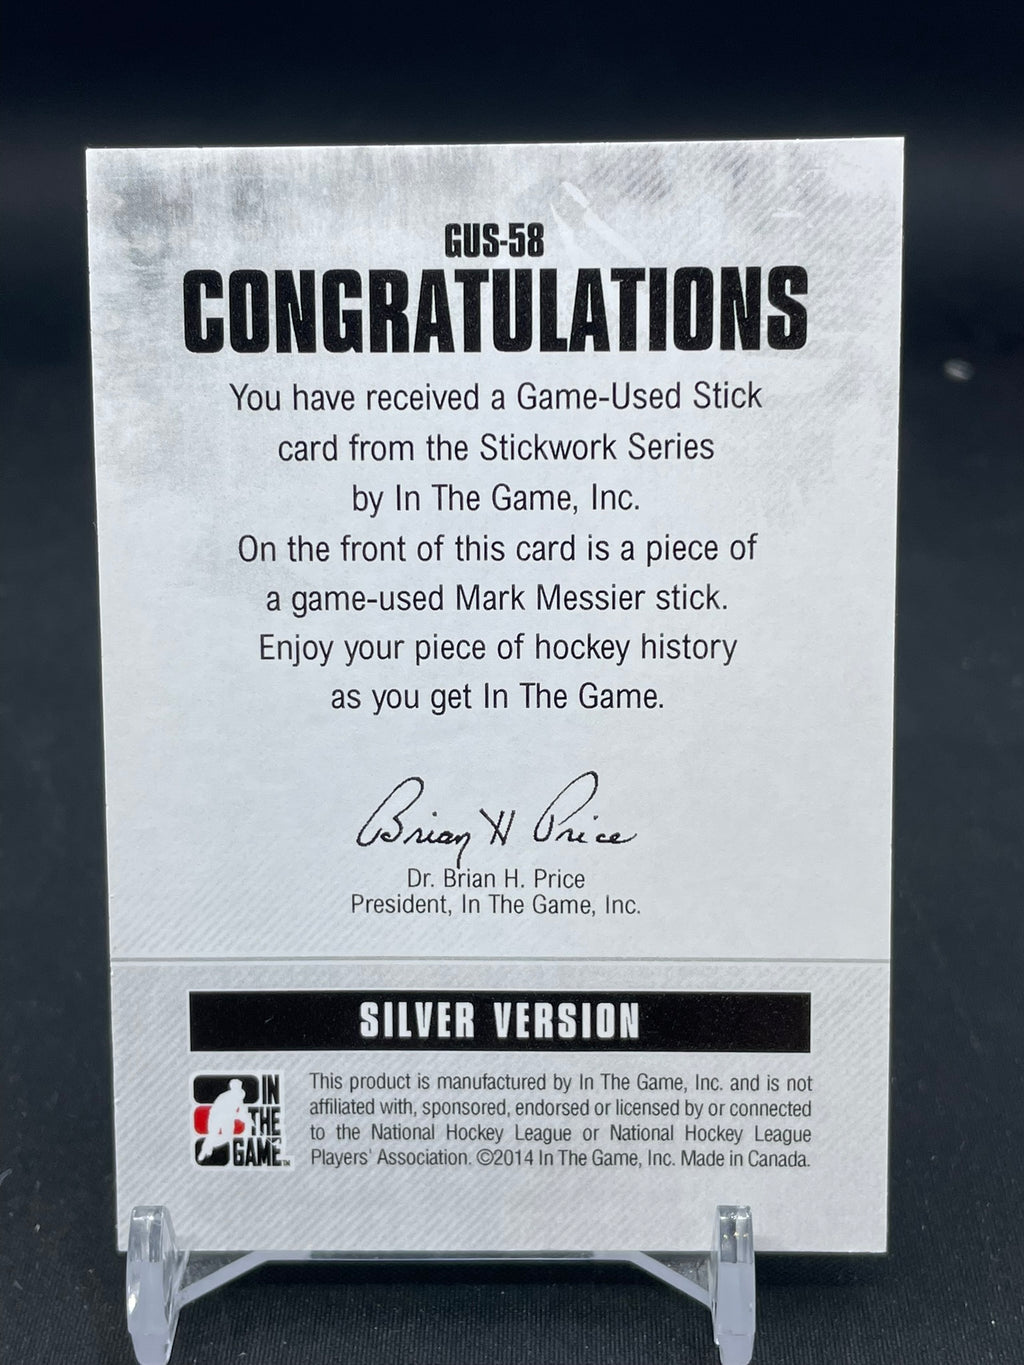 GUS-58
CONGRATULATIONS
You have received a Game-Used Stick
card from the Stickwork Series
by In The Game, Inc.
On the front of this card is a piece of
a game-used Mark Messier stick.
Enjoy your piece of hockey history
as you get In The Game.
Brian H Price
Dr. Brian H. Price
President, In The Game, Inc.
SILVER VERSION
IN
THE
GAME™
This product is manufactured by In The Game, Inc. and is not
affiliated with, sponsored, endorsed or licensed by or connected
to the National Hockey League or National Hockey League
Players' Association. ©2014 In The Game, Inc. Made in Canada.